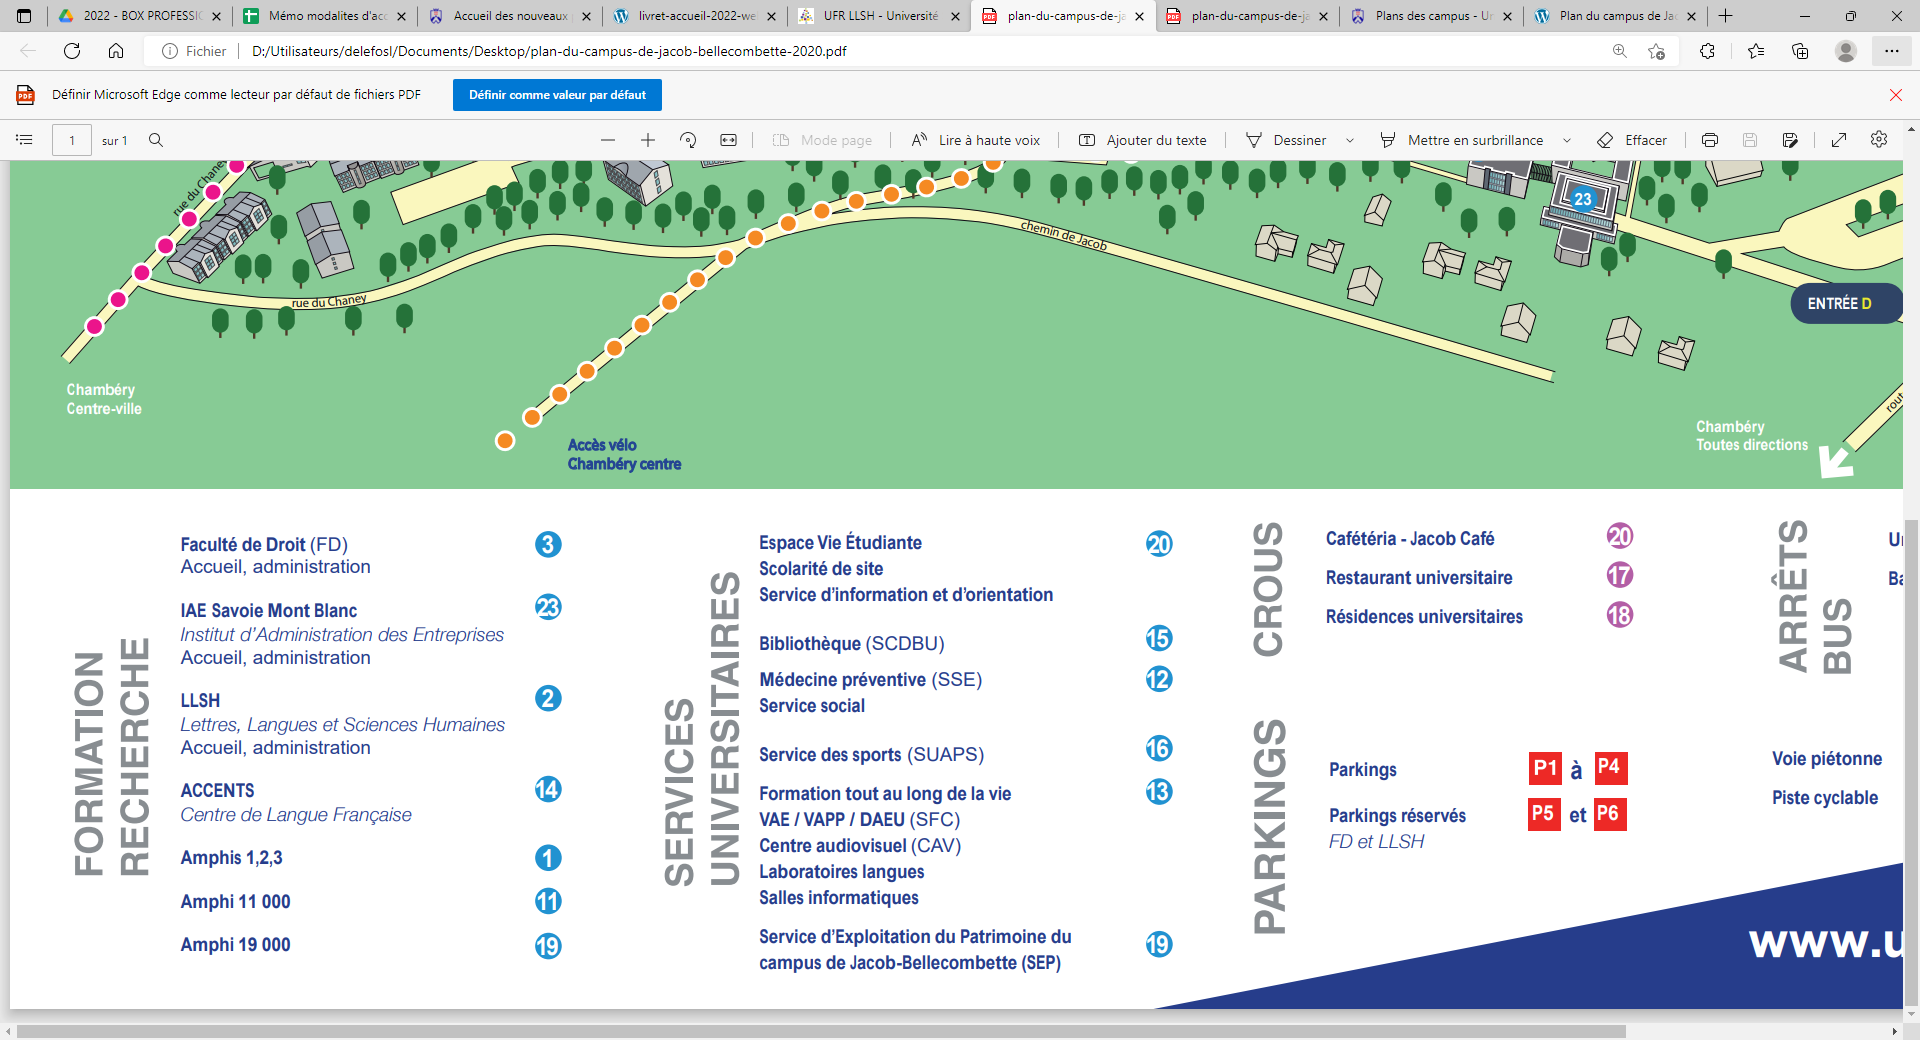 2022 - BOX PROFESSI
Mémo modalites d'acc
Accueil des nouveaux
livret-accueil-2022-we
UFR LLSH - Université
plan-du-campus-de-ja
plan-du-campus-de-ja
Plans des campus - U
Plan du campus de Jac
Fichier
D:/Utilisateurs/delefosl/Documents/Desktop/plan-du-campus-de-jacob-bellecombette-2020.pdf
Définir Microsoft Edge comme lecteur par défaut de fichiers PDF
Définir comme valeur par défaut
1 sur 1
Mode page
Lire à haute voix
Ajouter du texte
Dessiner
Mettre en surbrillance
Effacer
rue du Chaney
23
chemin de Jacob
rue du Chaney
ENTRÉE D
Chambéry
Centre-ville
rout
Accès vélo
Chambéry centre
Chambéry
Toutes directions
FORMATION
RECHERCHE
Faculté de Droit (FD) 3
Accueil, administration
IAE Savoie Mont Blanc 23
Institut d'Administration des Entreprises
Accueil, administration
LLSH 2
Lettres, Langues et Sciences Humaines
Accueil, administration
ACCENTS 14
Centre de Langue Française
Amphis 1,2,3 1
Amphi 11 000 11
Amphi 19 000 19
SERVICES
UNIVERSITAIRES
Espace Vie Étudiante 20
Scolarité de site
Service d'information et d'orientation
Bibliothèque (SCDBU) 15
Médecine préventive (SSE) 12
Service social
Service des sports (SUAPS) 16
Formation tout au long de la vie 13
VAE / VAPP / DAEU (SFC)
Centre audiovisuel (CAV)
Laboratoires langues
Salles informatiques
Service d'Exploitation du Patrimoine du 19
campus de Jacob-Bellecombette (SEP)
CROUS
Cafétéria - Jacob Café 20
Restaurant universitaire 17
Résidences universitaires 18
PARKINGS
Parkings P1 à P4
Parkings réservés P5 et P6
FD et LLSH
ARRÊTS
BUS
Ba
Voie piétonne
Piste cyclable
www.u